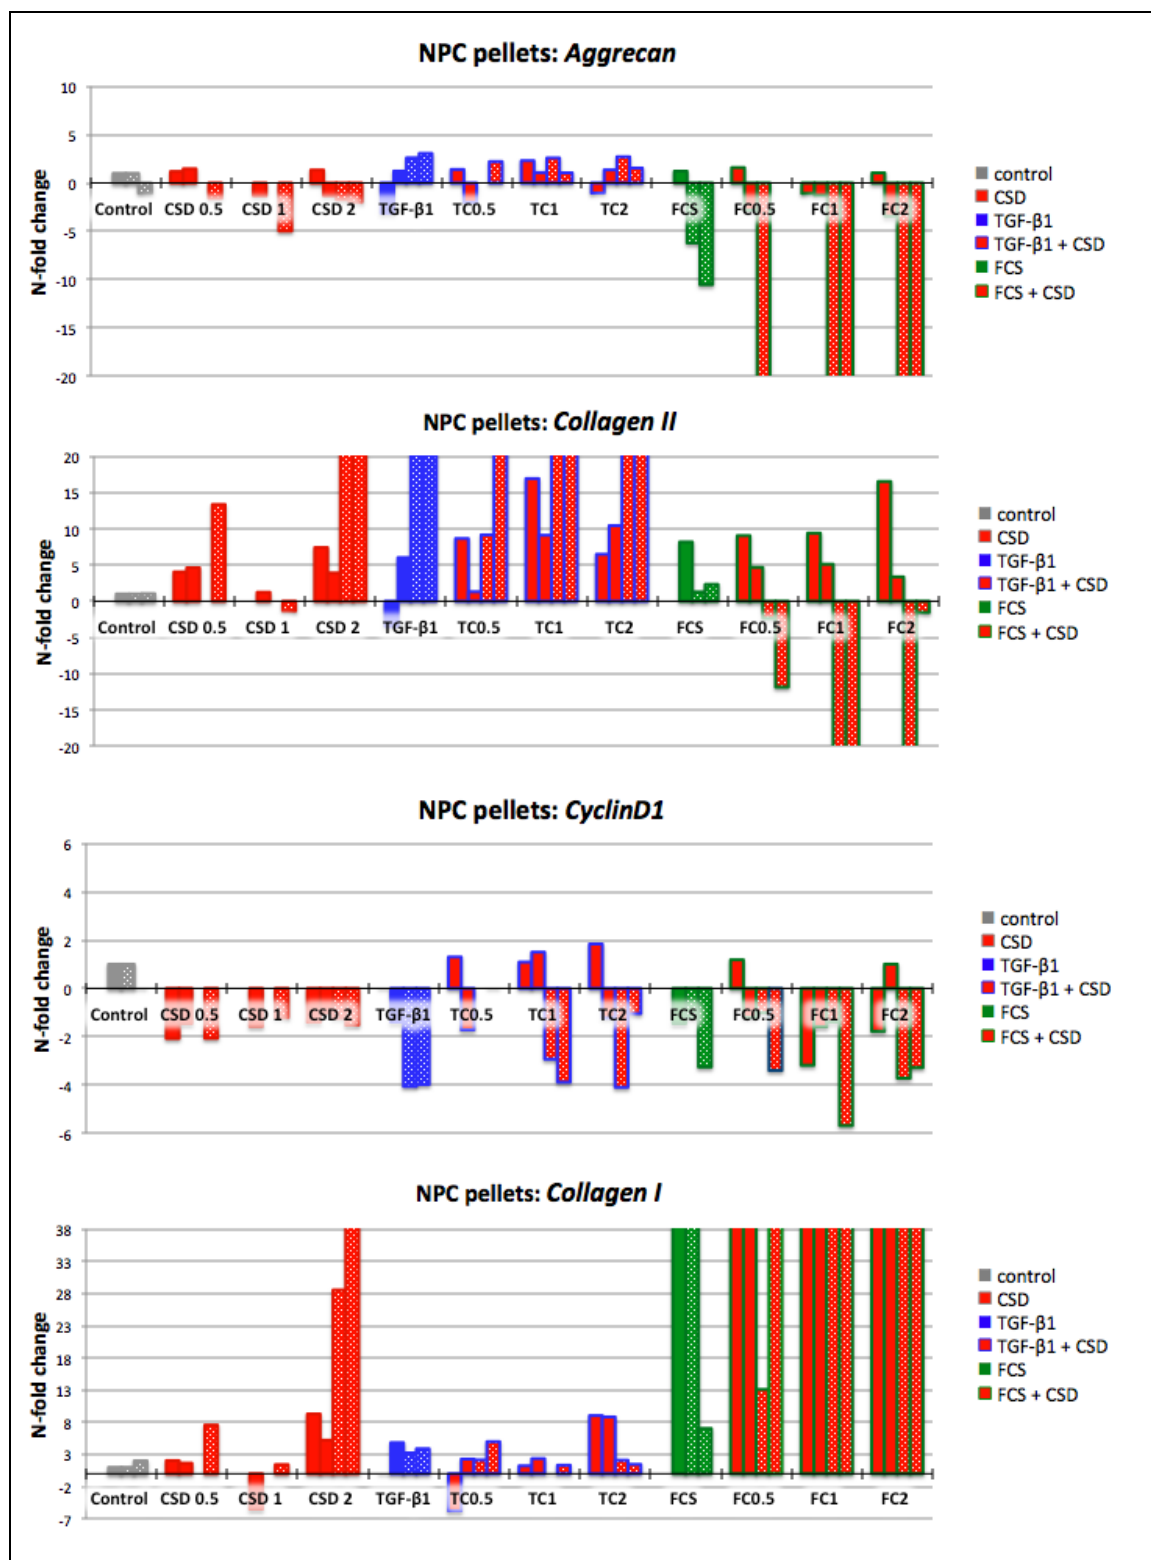 NPC pellets: Aggrecan
N-fold change
10
5
0
-5
-10
-15
-20
Control CSD 0.5 CSD 1 CSD 2 TGF-β1 TC0.5 TC1 TC2 FCS FC0.5 FC1 FC2
control
CSD
TGF-β1
TGF-β1 + CSD
FCS
FCS + CSD
NPC pellets: Collagen II
N-fold change
20
15
10
5
0
-5
-10
-15
-20
Control CSD 0.5 CSD 1 CSD 2 TGF-β1 TC0.5 TC1 TC2 FCS FC0.5 FC1 FC2
control
CSD
TGF-β1
TGF-β1 + CSD
FCS
FCS + CSD
NPC pellets: CyclinD1
N-fold change
6
4
2
0
-2
-4
-6
Control CSD 0.5 CSD 1 CSD 2 TGF-β1 TC0.5 TC1 TC2 FCS FC0.5 FC1 FC2
control
CSD
TGF-β1
TGF-β1 + CSD
FCS
FCS + CSD
NPC pellets: Collagen I
N-fold change
38
33
28
23
18
13
8
3
-2
-7
Control CSD 0.5 CSD 1 CSD 2 TGF-β1 TC0.5 TC1 TC2 FCS FC0.5 FC1 FC2
control
CSD
TGF-β1
TGF-β1 + CSD
FCS
FCS + CSD